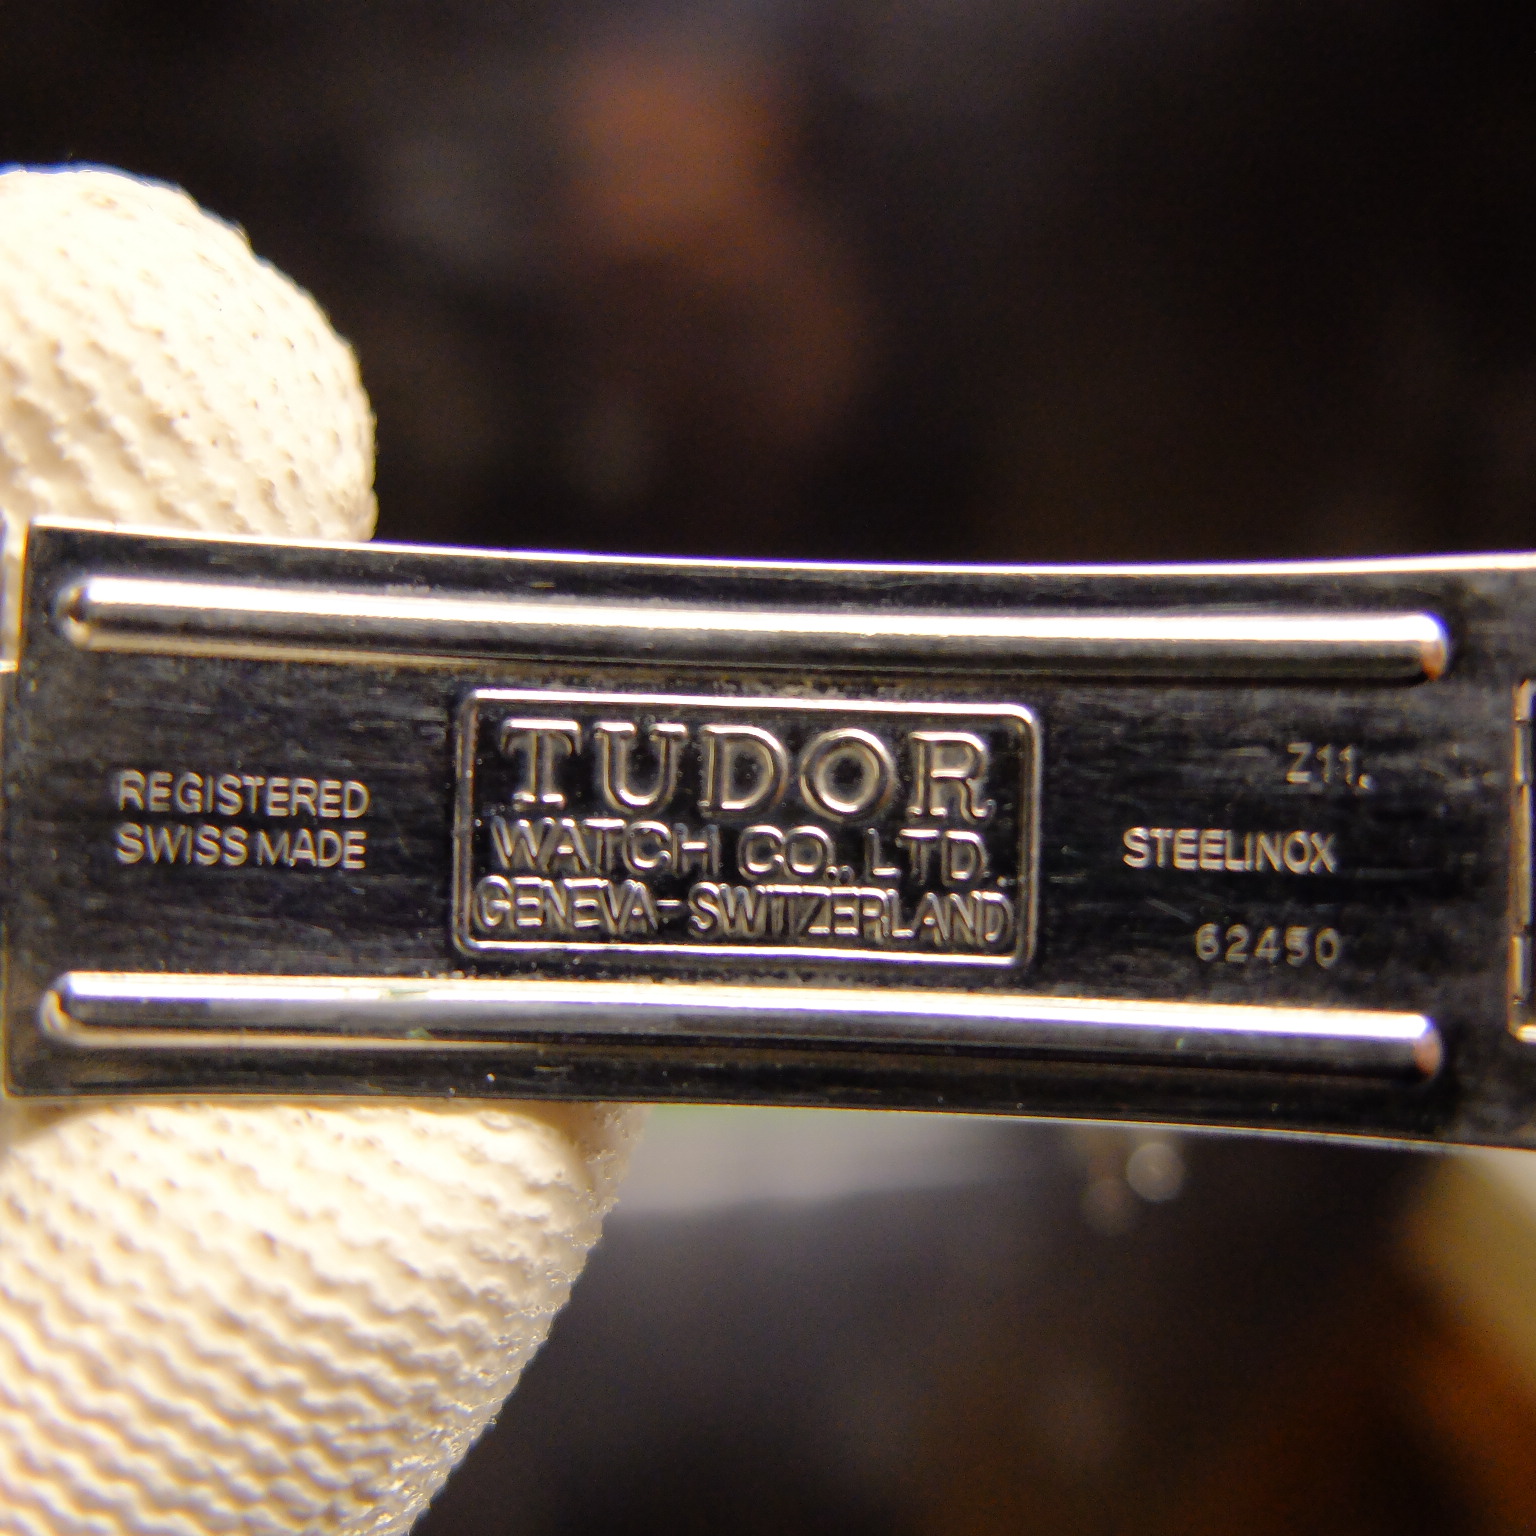 REGISTERED
SWISS MADE
TUDOR
WATCH CO., LTD.
GENEVA-SWITZERLAND
Z11.
STEELINOX
62450